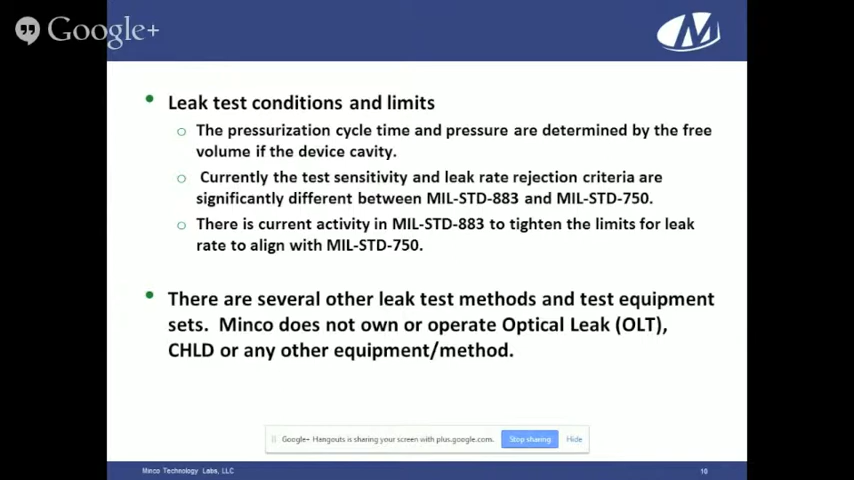 Google+
M
Leak test conditions and limits
The pressurization cycle time and pressure are determined by the free
volume if the device cavity.
Currently the test sensitivity and leak rate rejection criteria are
significantly different between MIL-STD-883 and MIL-STD-750.
There is current activity in MIL-STD-883 to tighten the limits for leak
rate to align with MIL-STD-750.
There are several other leak test methods and test equipment
sets. Minco does not own or operate Optical Leak (OLT),
CHLD or any other equipment/method.
Google+ Hangouts is sharing your screen with plus.google.com.
Stop sharing
Hide
Minco Technology Labs, LLC
10